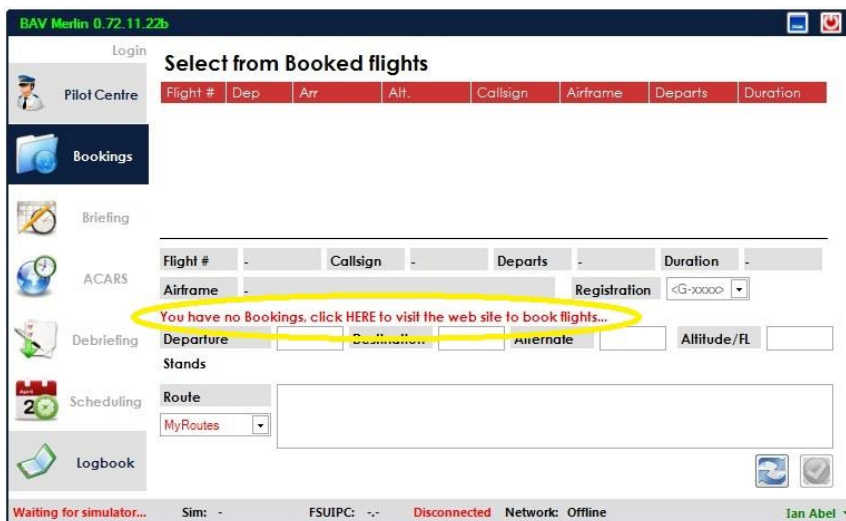 BAV Merlin 0.72.11.22b
Login
Select from Booked flights
Pilot Centre
Flight # Dep Arr Alt. Callsign Airframe Departs Duration
Bookings
Briefing
Flight # - Callsign - Departs - Duration -
ACARS
Airframe - Registration <G-xxxx>
You have no Bookings, click HERE to visit the web site to book flights...
Debriefing
Departure Destination Alternate Altitude/FL
Stands
April
20
Scheduling
Route
MyRoutes
Logbook
Waiting for simulator... Sim: - FSUIPC: -.- Disconnected Network: Offline Ian Abel